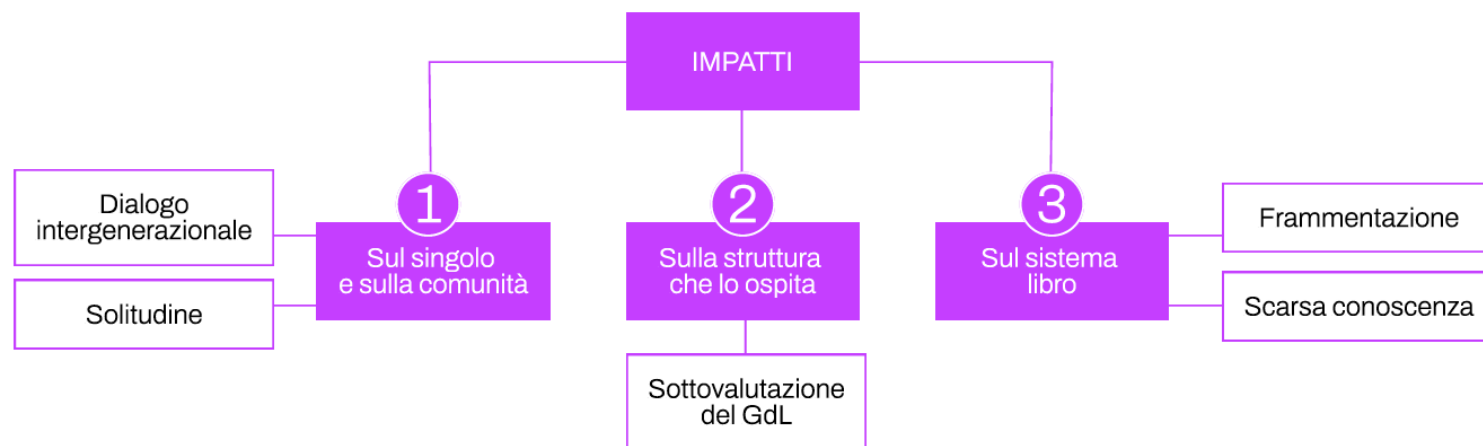 IMPATTI
1
Sul singolo
e sulla comunità
Dialogo
intergenerazionale
Solitudine
2
Sulla struttura
che lo ospita
Sottovalutazione
del GdL
3
Sul sistema
libro
Frammentazione
Scarsa conoscenza